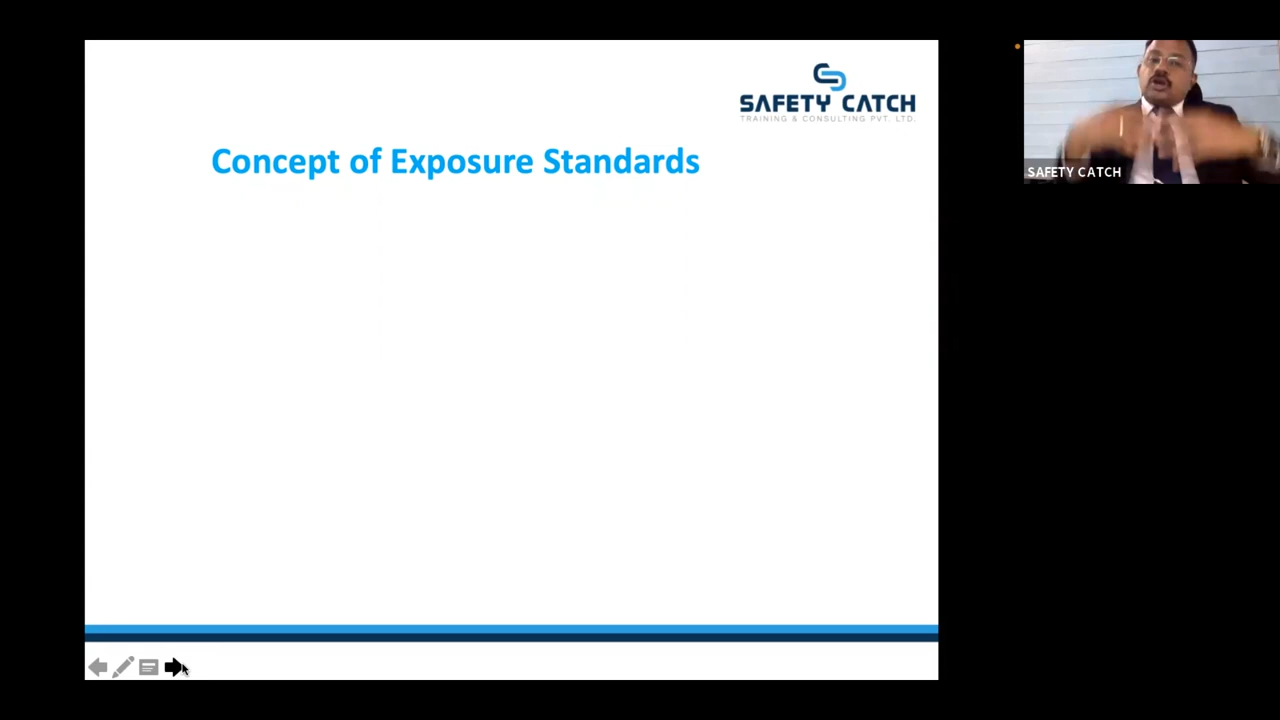 SAFETY CATCH
TRAINING & CONSULTING PVT. LTD.
Concept of Exposure Standards
SAFETY CATCH